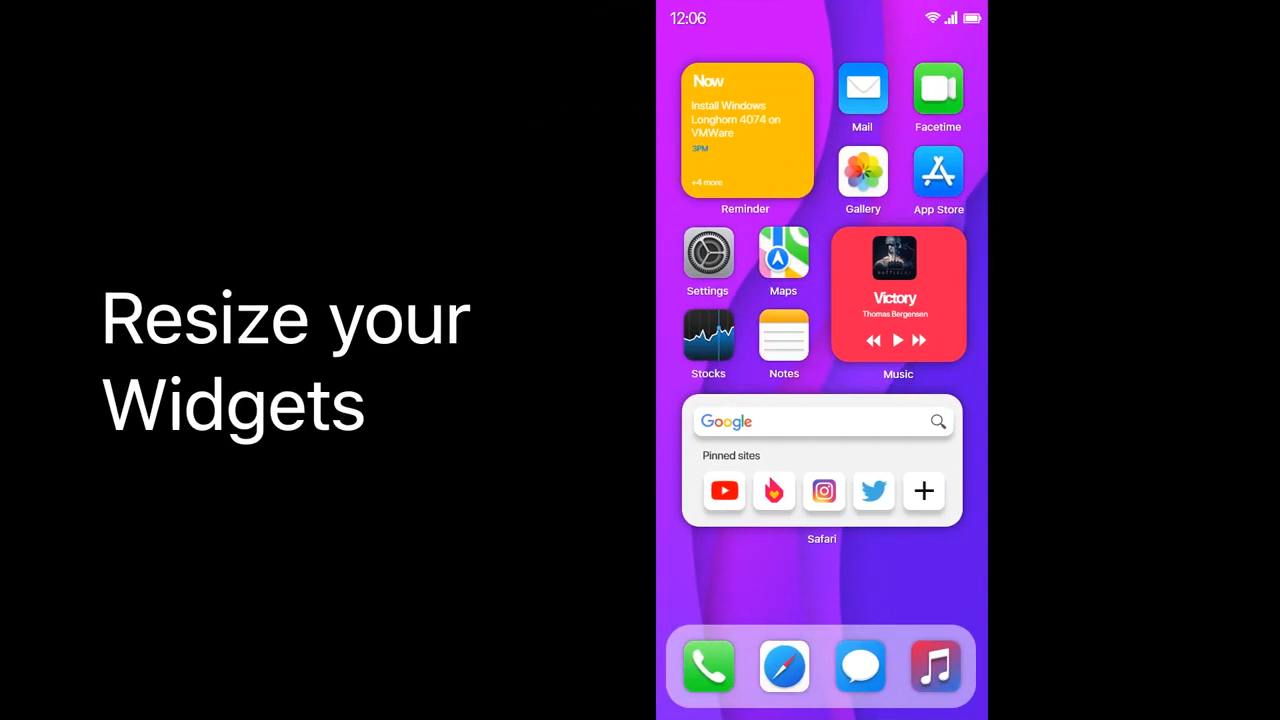 Resize your
Widgets
12:06
Now
Install Windows
Longhorn 4074 on
VMWare
3PM
+4 more
Reminder
Mail
Facetime
Gallery
App Store
Settings
Maps
Stocks
Notes
BATTLECRY
Victory
Thomas Bergensen
Music
Google
Pinned sites
Safari